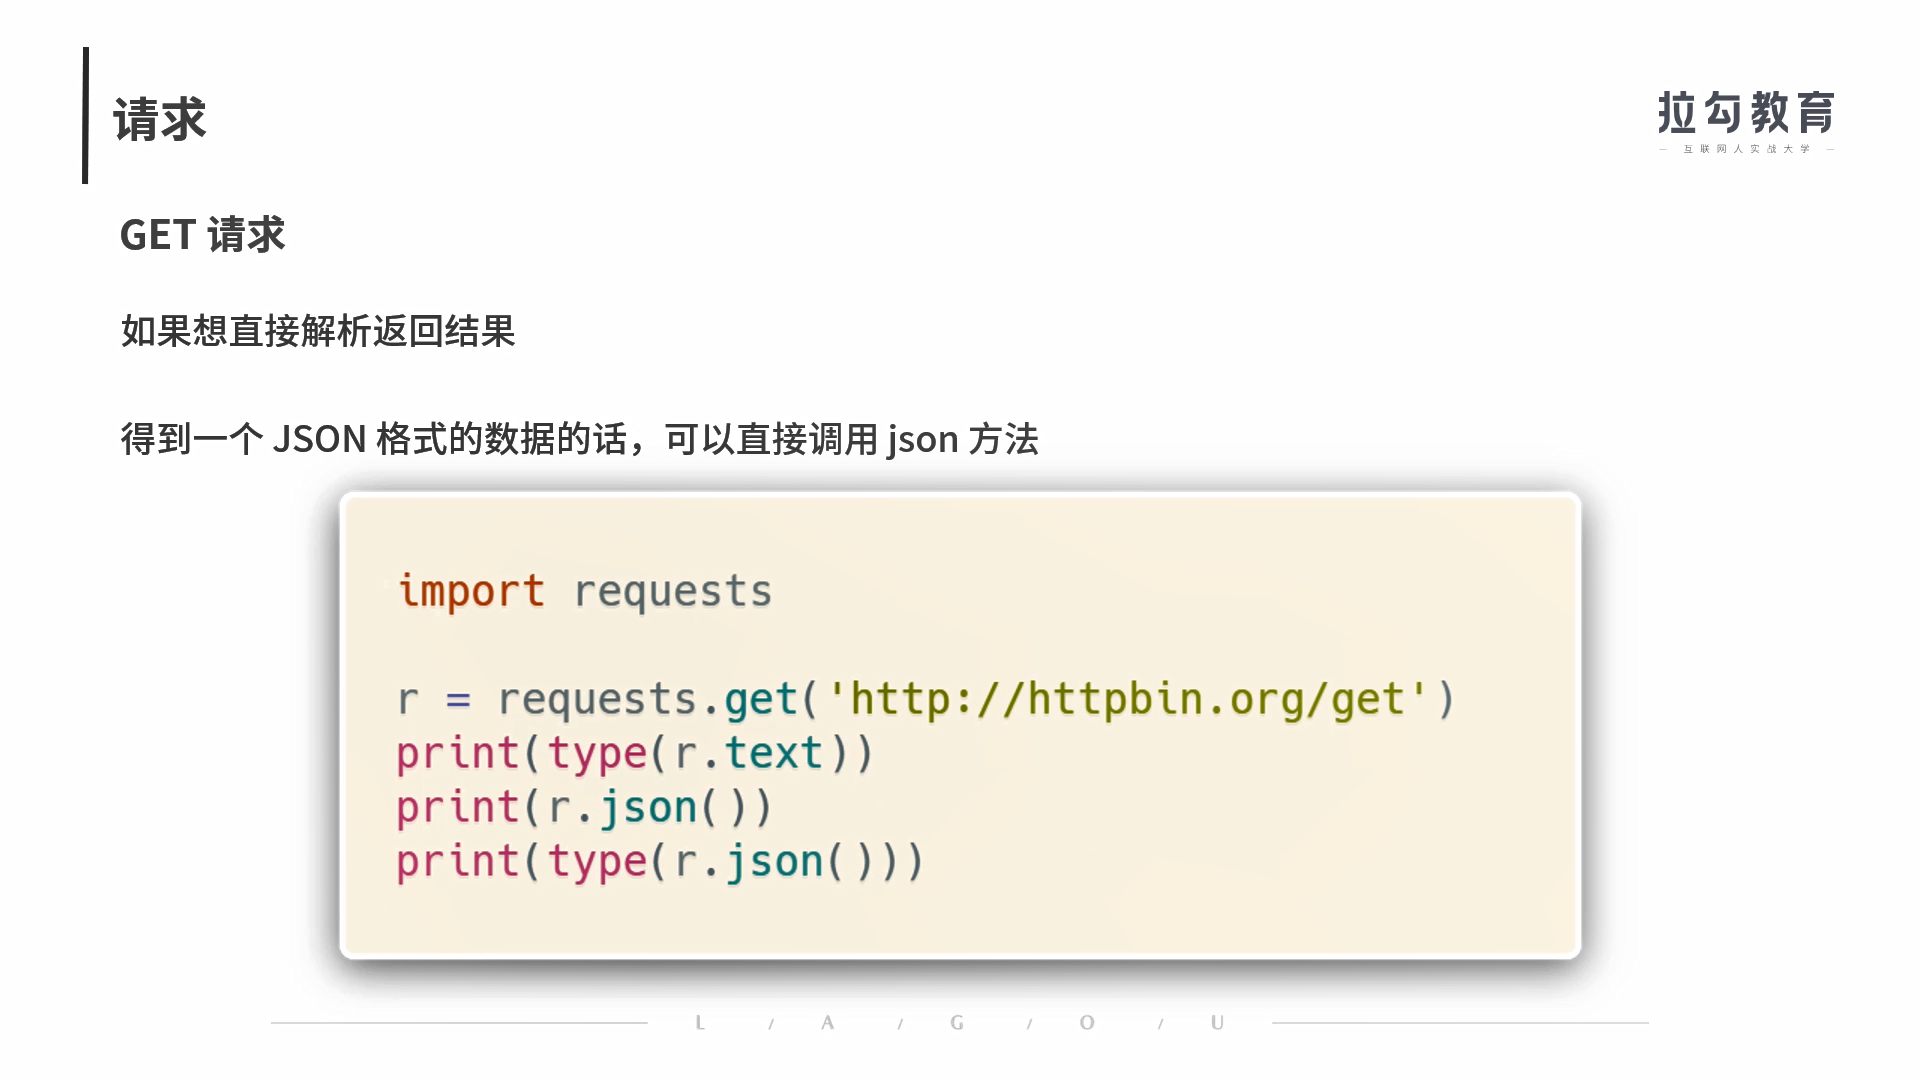 请求
拉勾教育
— 互联网人实战大学 —
GET 请求
如果想直接解析返回结果
得到一个 JSON 格式的数据的话，可以直接调用 json 方法
import requests
r = requests.get('http://httpbin.org/get')
print(type(r.text))
print(r.json())
print(type(r.json()))
L / A / G / O / U